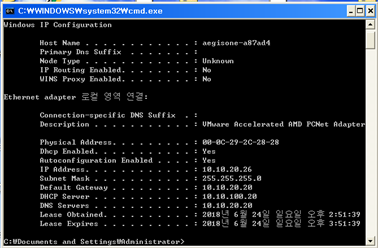 C:₩WINDOWS₩system32₩cmd.exe
Windows IP Configuration
Host Name . . . . . . . . . . . . : aegisone-a87ad4
Primary Dns Suffix . . . . . . . :
Node Type . . . . . . . . . . . . : Unknown
IP Routing Enabled. . . . . . . . : No
WINS Proxy Enabled. . . . . . . . : No
Ethernet adapter 로컬 영역 연결:
Connection-specific DNS Suffix . :
Description . . . . . . . . . . . : VMware Accelerated AMD PCNet Adapter
Physical Address. . . . . . . . . : 00-0C-29-2C-28-28
Dhcp Enabled. . . . . . . . . . . : Yes
Autoconfiguration Enabled . . . . : Yes
IP Address. . . . . . . . . . . . : 10.10.20.26
Subnet Mask . . . . . . . . . . . : 255.255.255.0
Default Gateway . . . . . . . . . : 10.10.20.20
DHCP Server . . . . . . . . . . . : 10.10.100.20
DNS Servers . . . . . . . . . . . : 10.10.20.20
Lease Obtained. . . . . . . . . . : 2018년 6월 24일 일요일 오후 2:51:39
Lease Expires . . . . . . . . . . : 2018년 6월 24일 일요일 오후 3:51:39
C:₩Documents and Settings₩Administrator>